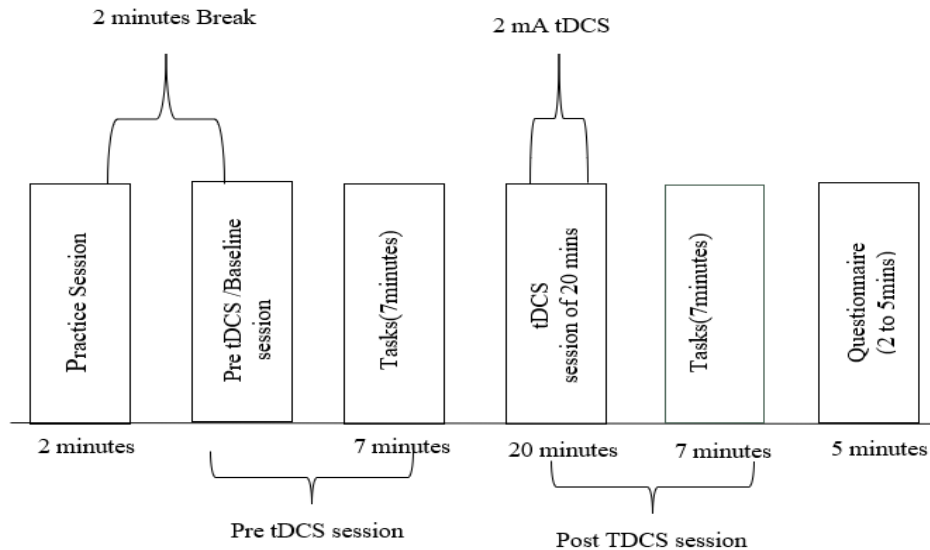 2 minutes Break
2 mA tDCS
Practice Session
Pre tDCS /Baseline
session
Tasks(7minutes)
tDCS
session of 20 mins
Tasks(7minutes)
Questionnaire
(2 to 5mins)
2 minutes
7 minutes
20 minutes
7 minutes
5 minutes
Pre tDCS session
Post TDCS session